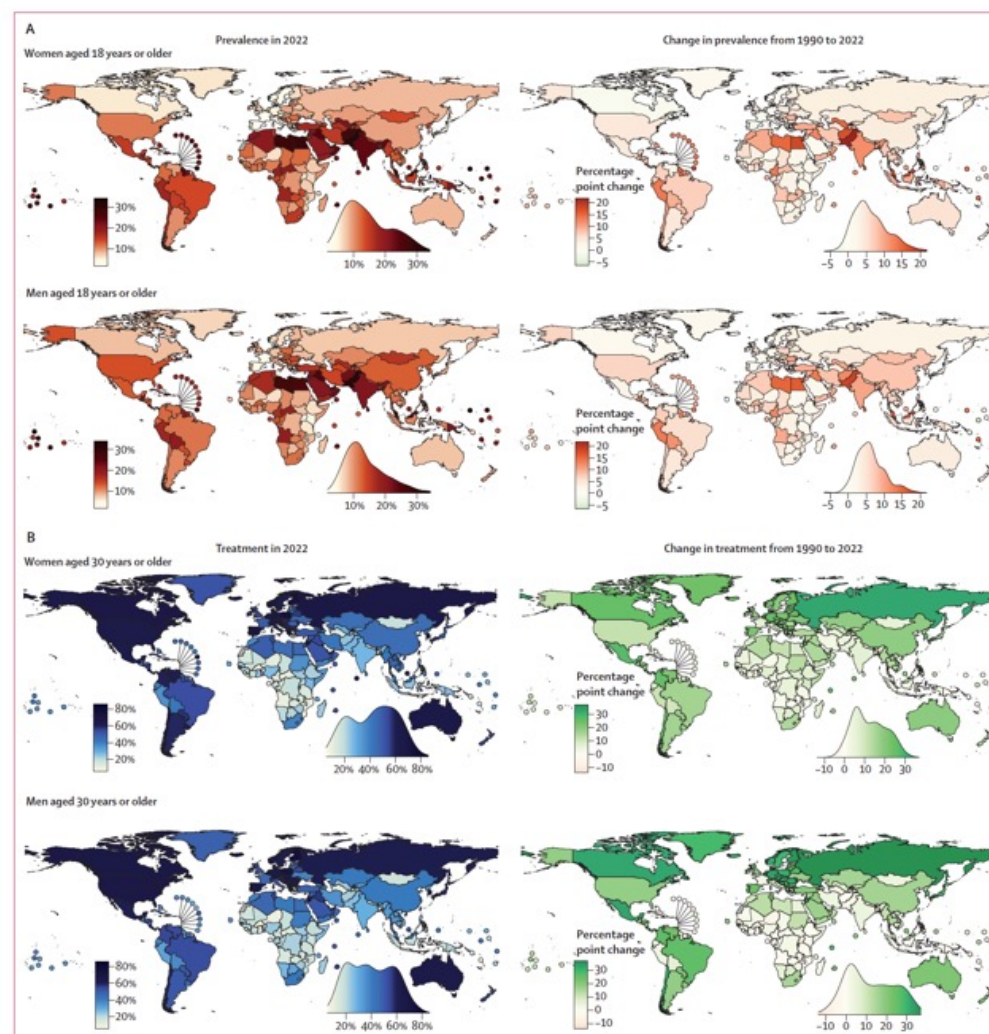 A
Prevalence in 2022
Change in prevalence from 1990 to 2022
Women aged 18 years or older
30%
20%
10%
10% 20% 30%
Percentage
point change
20
15
10
5
0
−5
−5 0 5 10 15 20
Men aged 18 years or older
30%
20%
10%
10% 20% 30%
Percentage
point change
20
15
10
5
0
−5
−5 0 5 10 15 20
B
Treatment in 2022
Change in treatment from 1990 to 2022
Women aged 30 years or older
80%
60%
40%
20%
20% 40% 60% 80%
Percentage
point change
30
20
10
0
−10
−10 0 10 20 30
Men aged 30 years or older
80%
60%
40%
20%
20% 40% 60% 80%
Percentage
point change
30
20
10
0
−10
−10 0 10 20 30